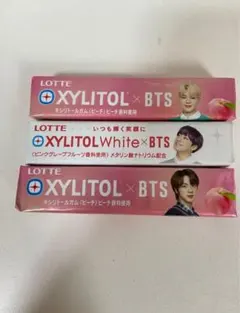 LOTTE
XYLITOL × BTS
キシリトールガム〈ピーチ〉ピーチ香料使用
LOTTE いつも輝く笑顔に
XYLITOL White × BTS
〈ピンクグレープフルーツ香料使用〉メタリン酸ナトリウム配合
LOTTE
XYLITOL × BTS
キシリトールガム〈ピーチ〉ピーチ香料使用